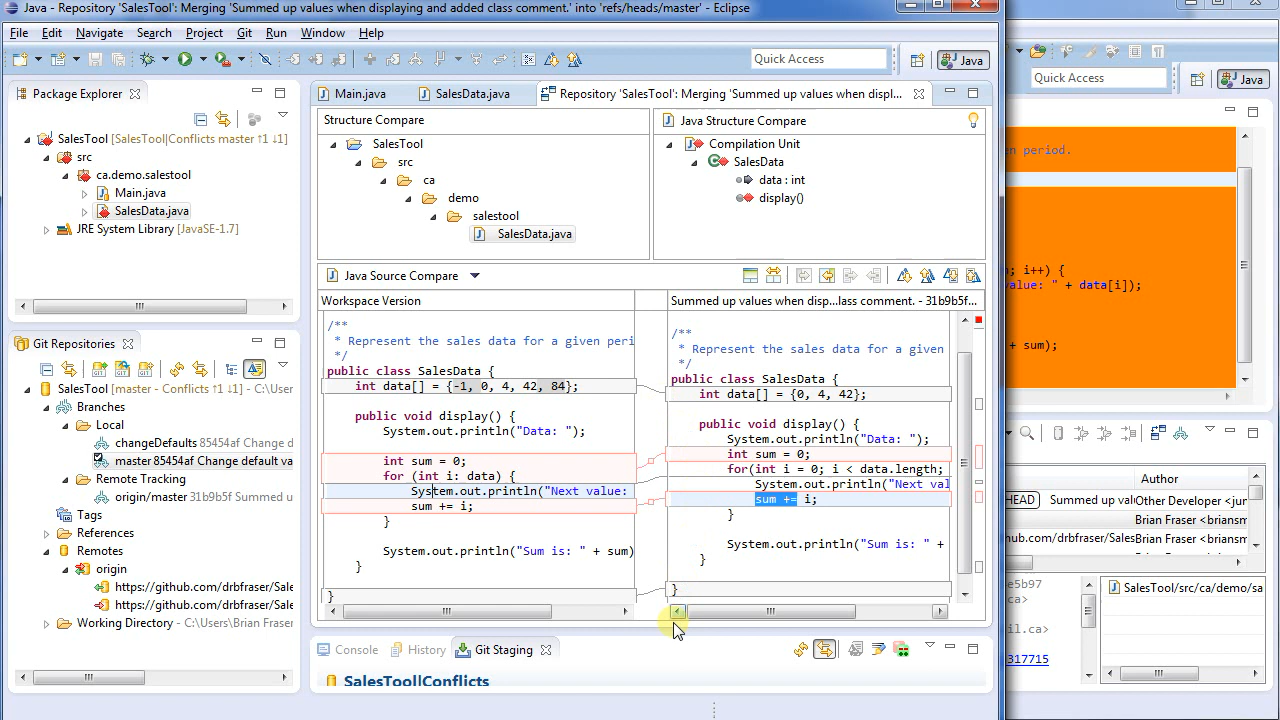 Java - Repository 'SalesTool': Merging 'Summed up values when displaying and added class comment.' into 'refs/heads/master' - Eclipse
File Edit Navigate Search Project Git Run Window Help
Quick Access
Java
Quick Access
Java
Package Explorer
SalesTool [SalesTool|Conflicts master ↑1 ↓1]
src
ca.demo.salestool
Main.java
SalesData.java
JRE System Library [JavaSE-1.7]
Git Repositories
SalesTool [master - Conflicts ↑1 ↓1] - C:\User
Branches
Local
changeDefaults 85454af Change d
master 85454af Change default va
Remote Tracking
origin/master 31b9b5f Summed u
Tags
References
Remotes
origin
https://github.com/drbfraser/Sale
https://github.com/drbfraser/Sale
Working Directory - C:\Users\Brian Fraser\
Main.java
SalesData.java
Repository 'SalesTool': Merging 'Summed up values when displ...
Structure Compare
SalesTool
src
ca
demo
salestool
SalesData.java
Java Structure Compare
Compilation Unit
SalesData
data : int
display()
Java Source Compare
Workspace Version
/**
* Represent the sales data for a given peri
*/
public class SalesData {
int data[] = {-1, 0, 4, 42, 84};
public void display() {
System.out.println("Data: ");
int sum = 0;
for (int i: data) {
System.out.println("Next value:
sum += i;
}
System.out.println("Sum is: " + sum)
}
}
Summed up values when disp...lass comment. - 31b9b5f...
/**
* Represent the sales data for a given
*/
public class SalesData {
int data[] = {0, 4, 42};
public void display() {
System.out.println("Data: ");
int sum = 0;
for(int i = 0; i < data.length;
System.out.println("Next val
sum += i;
}
System.out.println("Sum is: " +
}
}
Console
History
Git Staging
SalesTool|Conflicts
en period.
; i++) {
value: " + data[i]);
+ sum);
Author
HEAD Summed up va Other Developer <jur
Brian Fraser <briansm
hub.com/drbfraser/Sales Brian Fraser <briansm
e5b97
ca>
il.ca>
317715
SalesTool/src/ca/demo/sa